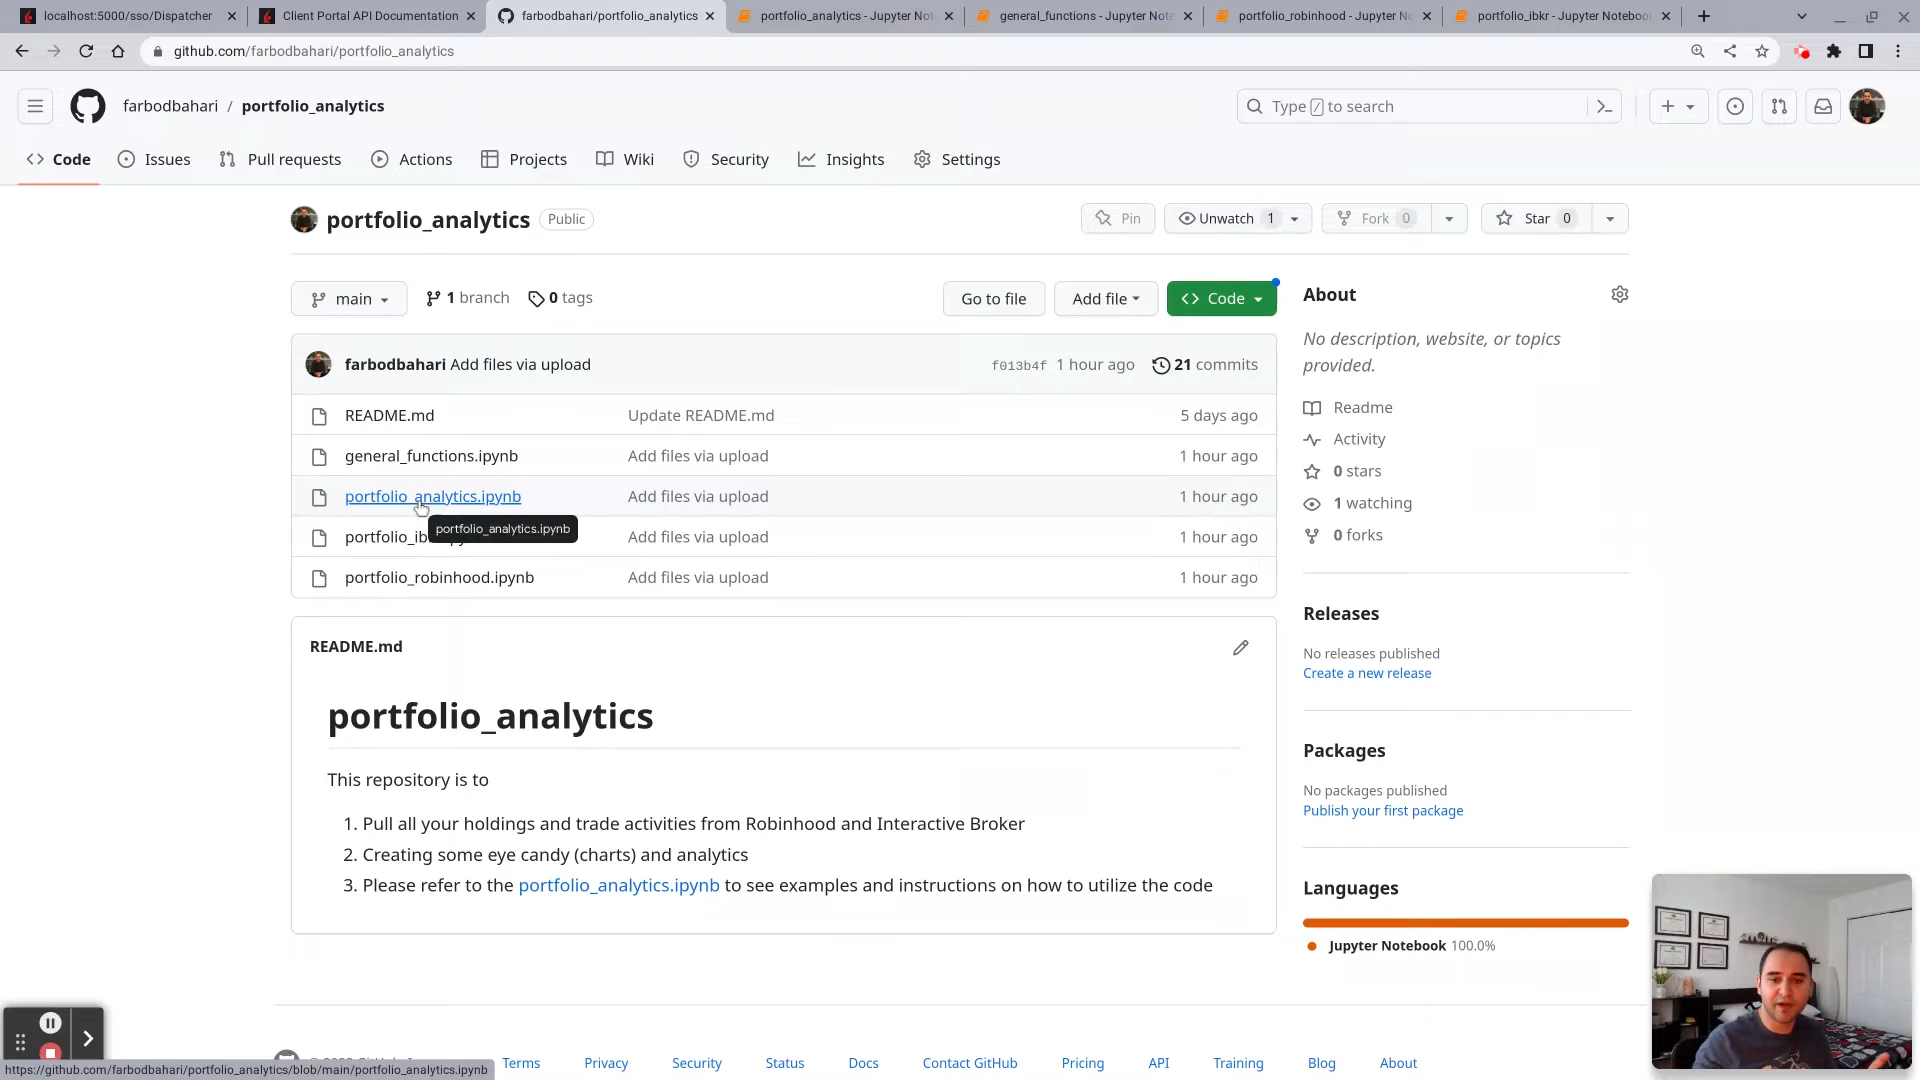 localhost:5000/sso/Dispatcher
Client Portal API Documentation
farbodbahari/portfolio_analytics
portfolio_analytics - Jupyter No
general_functions - Jupyter Note
portfolio_robinhood - Jupyter No
portfolio_ibkr - Jupyter Noteboo
github.com/farbodbahari/portfolio_analytics
farbodbahari / portfolio_analytics
Type / to search
Code
Issues
Pull requests
Actions
Projects
Wiki
Security
Insights
Settings
portfolio_analytics
Public
Pin
Unwatch 1
Fork 0
Star 0
main
1 branch
0 tags
Go to file
Add file
Code
farbodbahari Add files via upload
f013b4f 1 hour ago
21 commits
README.md
Update README.md
5 days ago
general_functions.ipynb
Add files via upload
1 hour ago
portfolio_analytics.ipynb
Add files via upload
1 hour ago
portfolio_analytics.ipynb
Add files via upload
1 hour ago
portfolio_robinhood.ipynb
Add files via upload
1 hour ago
README.md
portfolio_analytics
This repository is to
1. Pull all your holdings and trade activities from Robinhood and Interactive Broker
2. Creating some eye candy (charts) and analytics
3. Please refer to the portfolio_analytics.ipynb to see examples and instructions on how to utilize the code
About
No description, website, or topics
provided.
Readme
Activity
0 stars
1 watching
0 forks
Releases
No releases published
Create a new release
Packages
No packages published
Publish your first package
Languages
Jupyter Notebook 100.0%
Terms
Privacy
Security
Status
Docs
Contact GitHub
Pricing
API
Training
Blog
About
https://github.com/farbodbahari/portfolio_analytics/blob/main/portfolio_analytics.ipynb